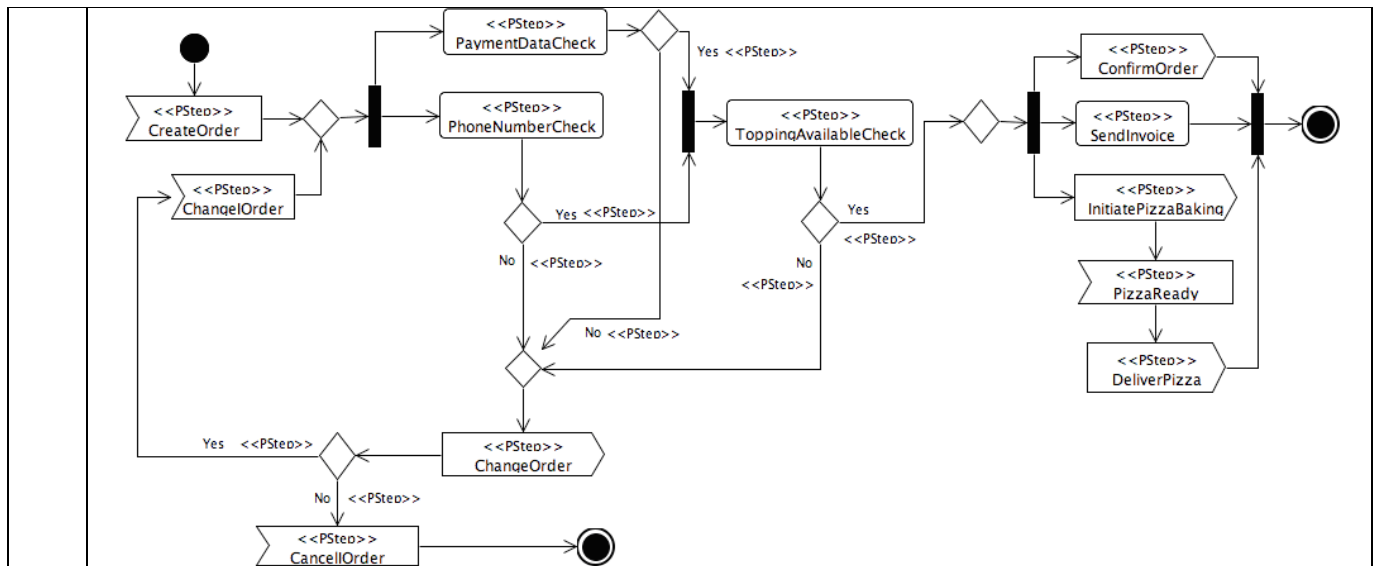 <<PStep>>
PaymentDataCheck
Yes <<PStep>>
<<PStep>>
ConfirmOrder
<<PStep>>
CreateOrder
<<PStep>>
PhoneNumberCheck
<<PStep>>
ToppingAvailableCheck
<<PStep>>
SendInvoice
<<PStep>>
ChangelOrder
Yes <<PStep>>
Yes
<<PStep>>
<<PStep>>
InitiatePizzaBaking
No <<PStep>>
No
<<PStep>>
<<PStep>>
PizzaReady
No <<PStep>>
<<PStep>>
DeliverPizza
Yes <<PStep>>
<<PStep>>
ChangeOrder
No <<PStep>>
<<PStep>>
CancellOrder